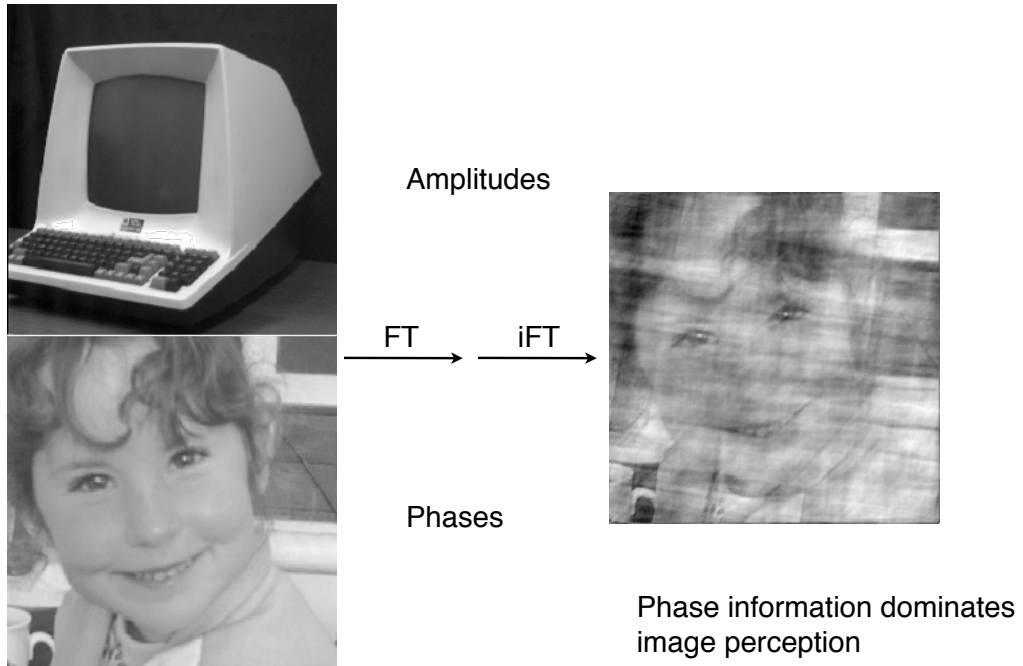 Amplitudes
FT
iFT
Phases
Phase information dominates
image perception